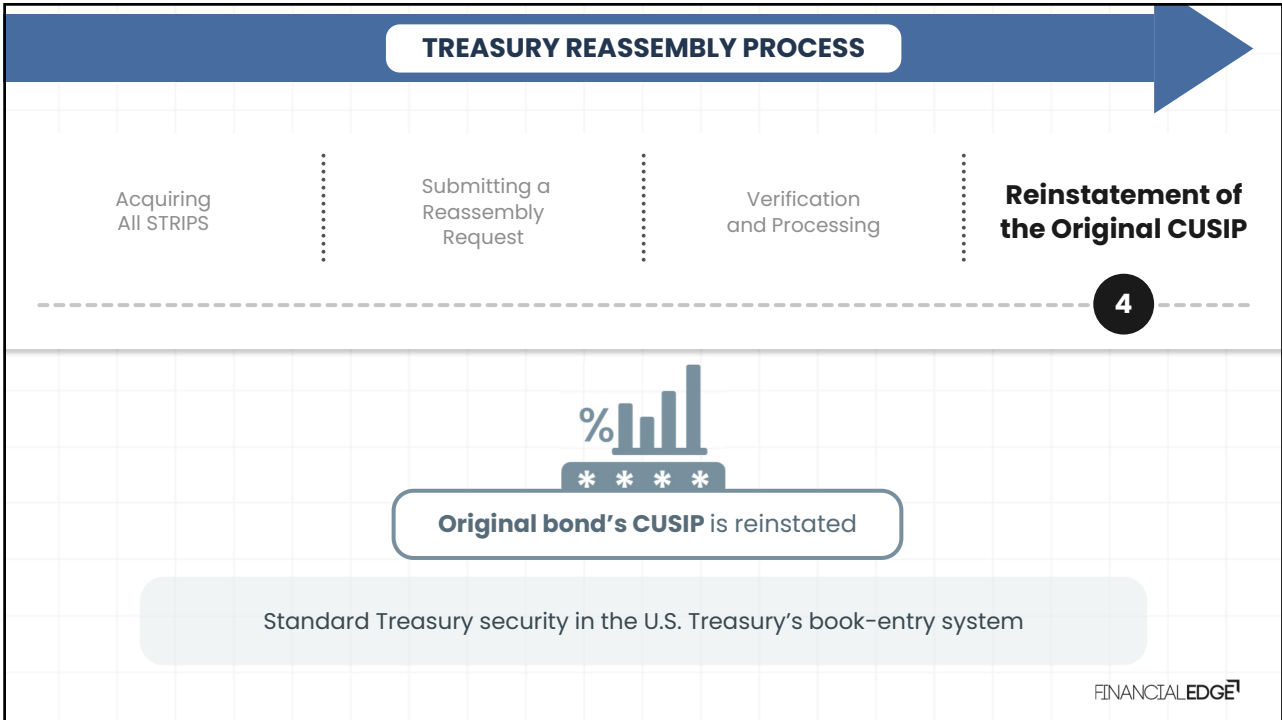 TREASURY REASSEMBLY PROCESS
Acquiring
All STRIPS
Submitting a
Reassembly
Request
Verification
and Processing
Reinstatement of
the Original CUSIP
4
%
* * * *
Original bond’s CUSIP is reinstated
Standard Treasury security in the U.S. Treasury’s book-entry system
FINANCIALEDGE